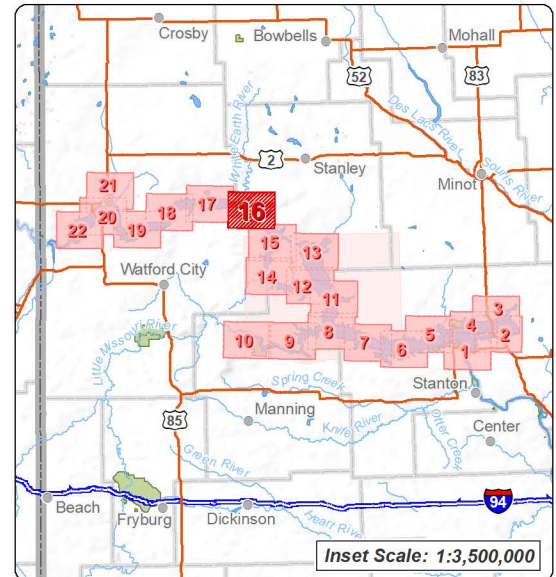 Crosby
Bowbells
Mohall
52
83
White Earth River
Des Lacs River
2
Stanley
Souris River
Minot
21
17
16
18
20
22
19
15
13
Watford City
14
12
11
3
4
2
5
8
10
9
7
6
1
Little Missouri River
Spring Creek
Stanton
85
Manning
Knife River
Otter Creek
Center
Green River
94
Beach
Fryburg
Dickinson
Heart River
Inset Scale: 1:3,500,000